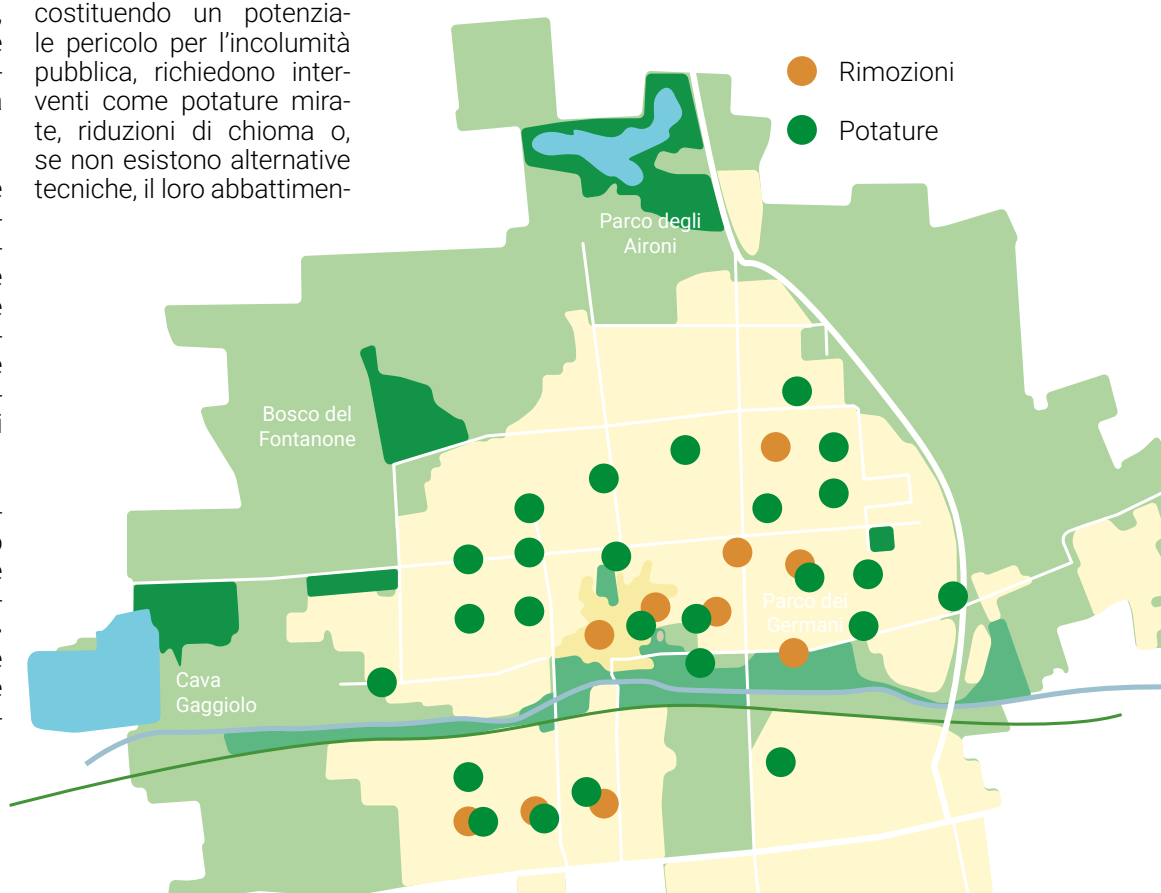 costituendo un potenzia-
le pericolo per l’incolumità
pubblica, richiedono inter-
venti come potature mira-
te, riduzioni di chioma o,
se non esistono alternative
tecniche, il loro abbattimen-
Rimozioni
Potature
Parco degli
Aironi
Bosco del
Fontanone
Parco dei
Cava
Gaggiolo